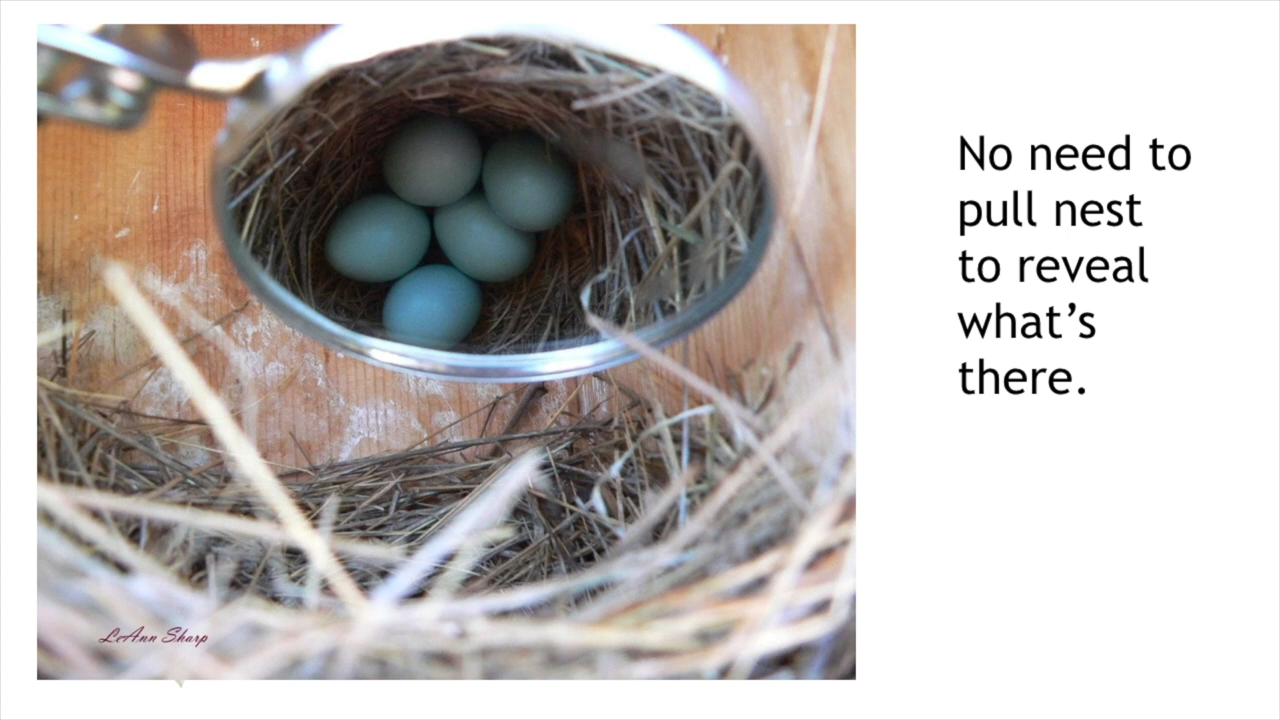 No need to
pull nest
to reveal
what’s
there.
LeAnn Sharp